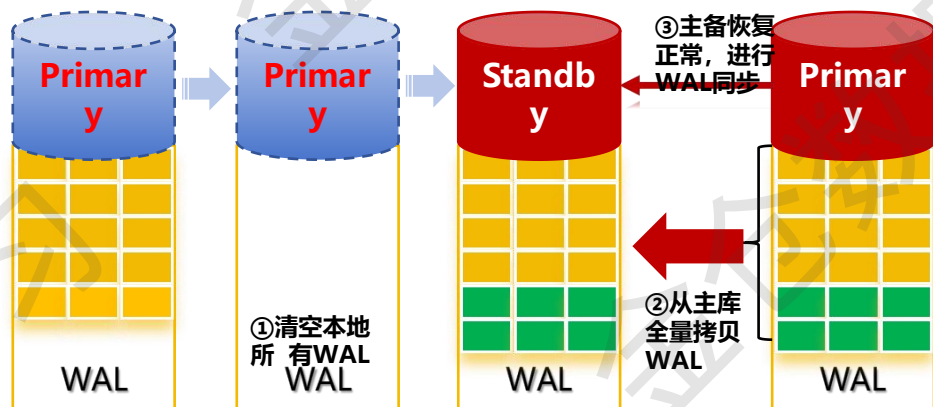 Primar
y
Primar
y
Standb
y
③主备恢复
正常，进行
WAL同步
Primar
y
①清空本地
所 有WAL
②从主库
全量拷贝
WAL
WAL
WAL
WAL
WAL